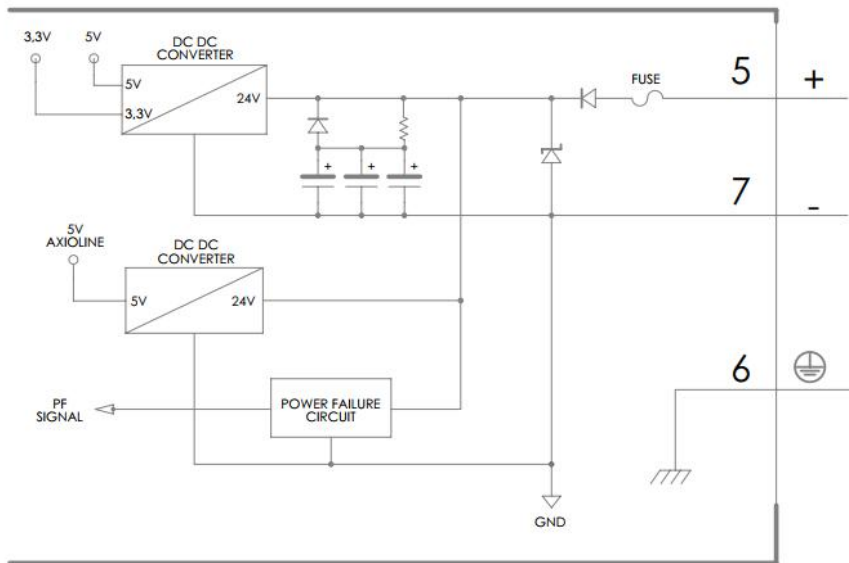 3,3V
5V
DC DC
CONVERTER
5V
24V
3,3V
FUSE
5
+
+
+
+
7
-
5V
AXIOLINE
DC DC
CONVERTER
5V
24V
6
PF
SIGNAL
POWER FAILURE
CIRCUIT
GND